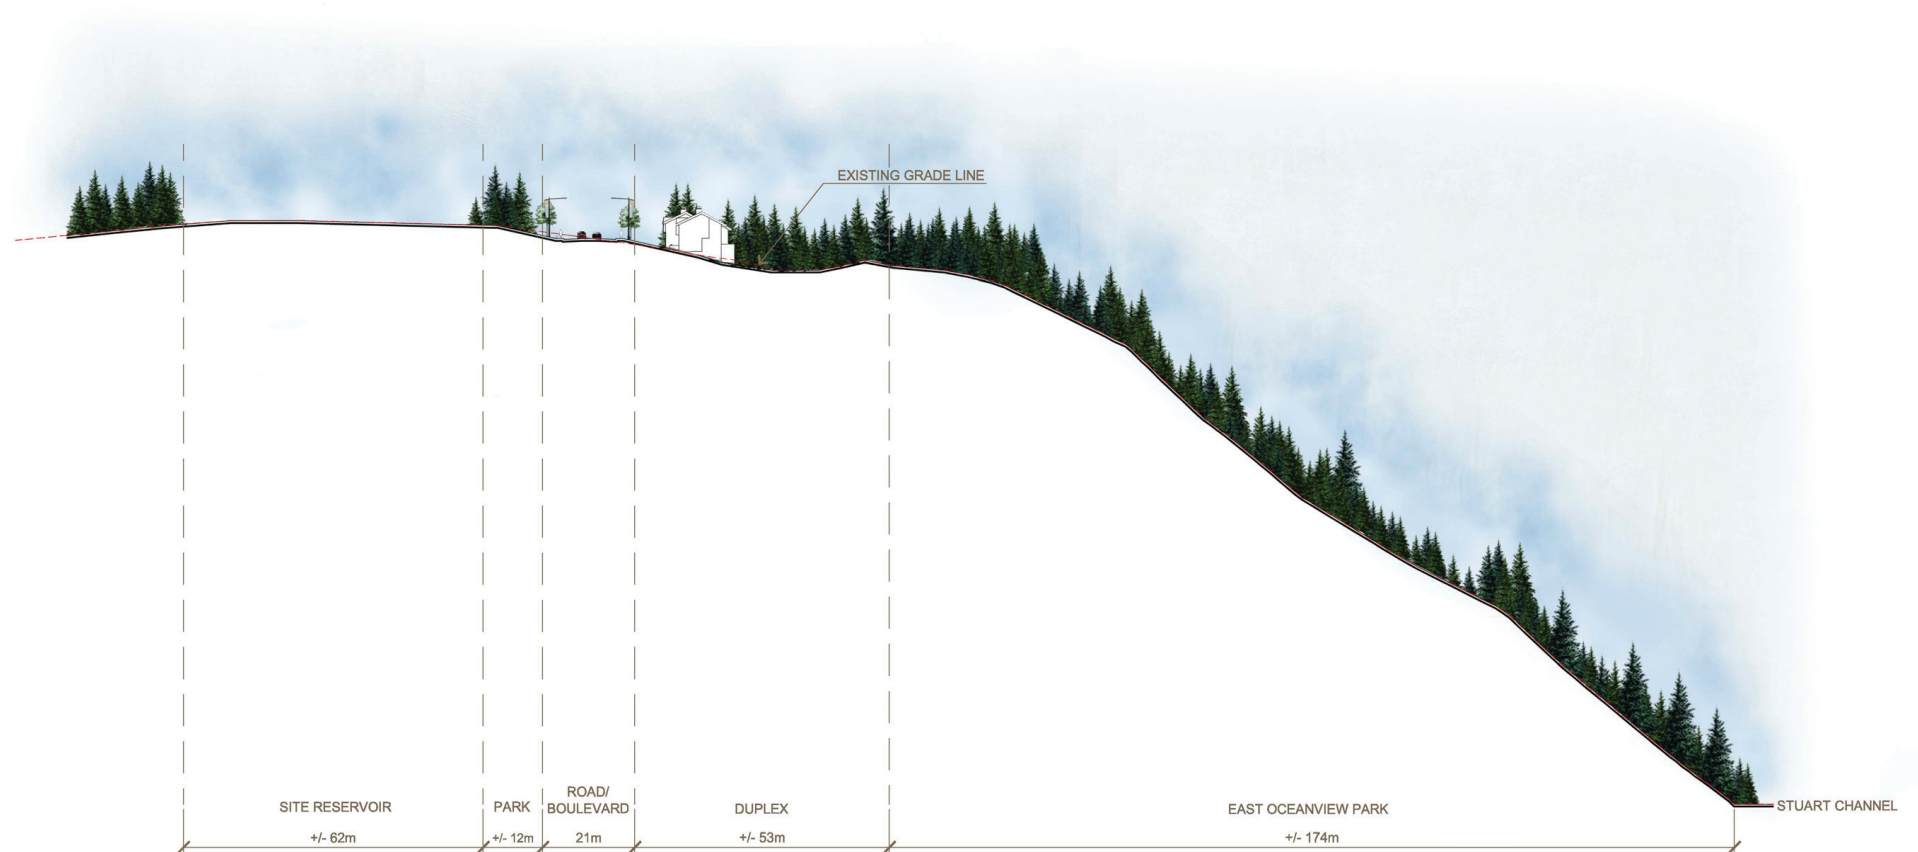 EXISTING GRADE LINE
SITE RESERVOIR
+/- 62m
PARK
+/- 12m
ROAD/
BOULEVARD
21m
DUPLEX
+/- 53m
EAST OCEANVIEW PARK
+/- 174m
STUART CHANNEL